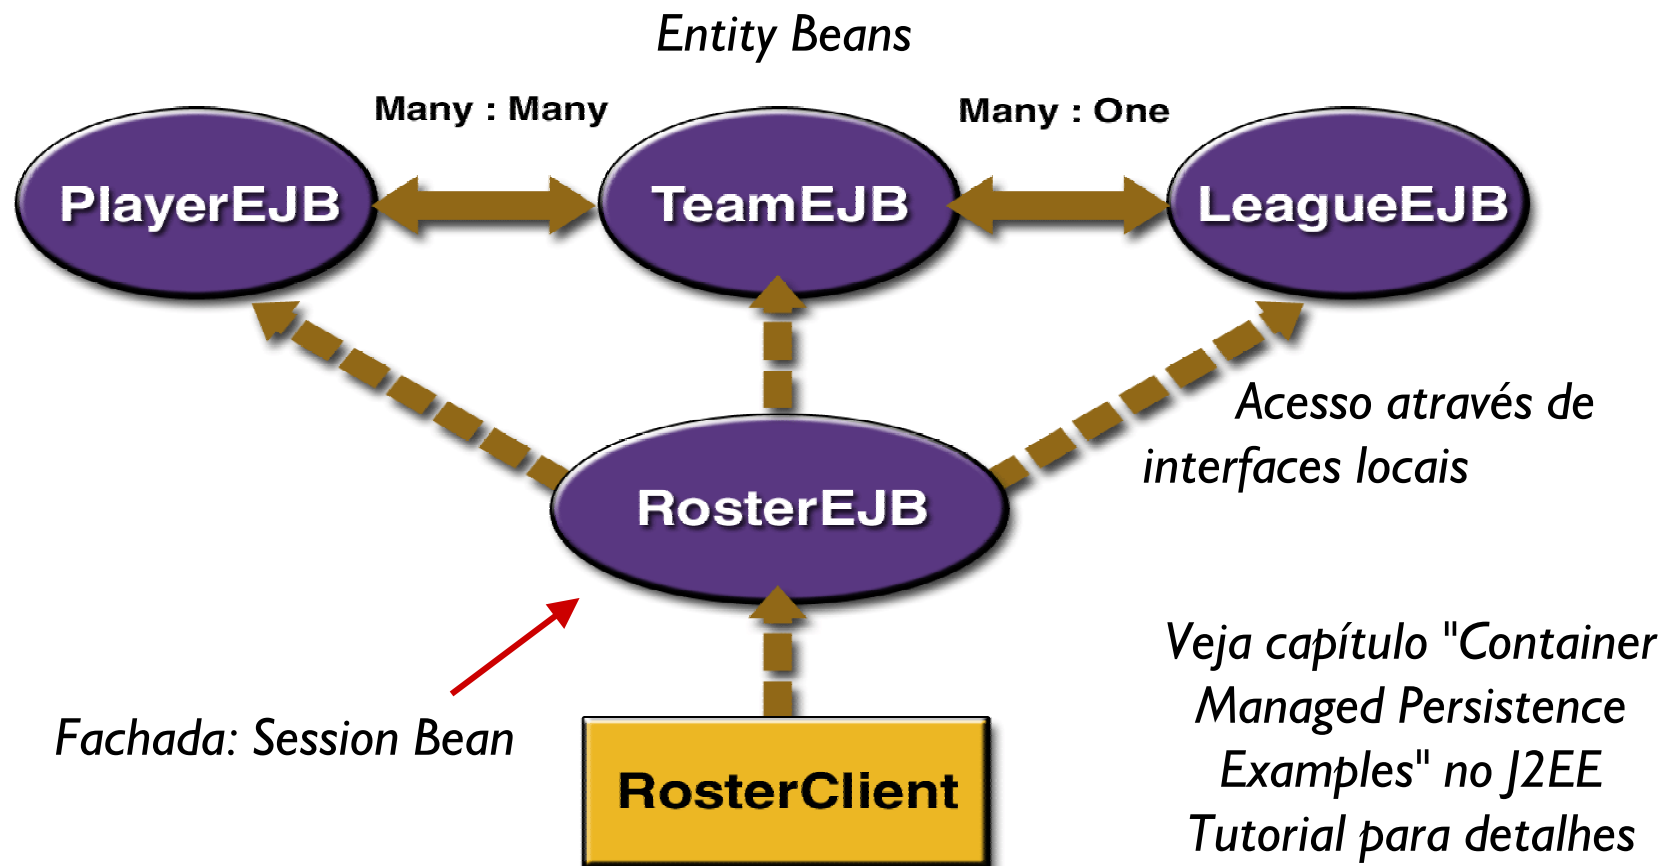 Entity Beans
Many : Many
Many : One
PlayerEJB
TeamEJB
LeagueEJB
Acesso através de
interfaces locais
RosterEJB
Fachada: Session Bean
RosterClient
Veja capítulo "Container
Managed Persistence
Examples" no J2EE
Tutorial para detalhes